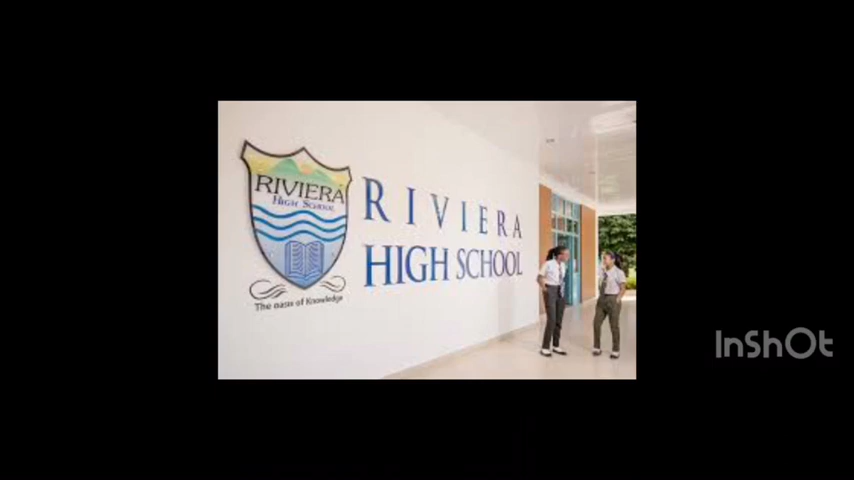 RIVIERA
HIGH SCHOOL
The oasis of Knowledge
RIVIERA
HIGH SCHOOL
InShOt